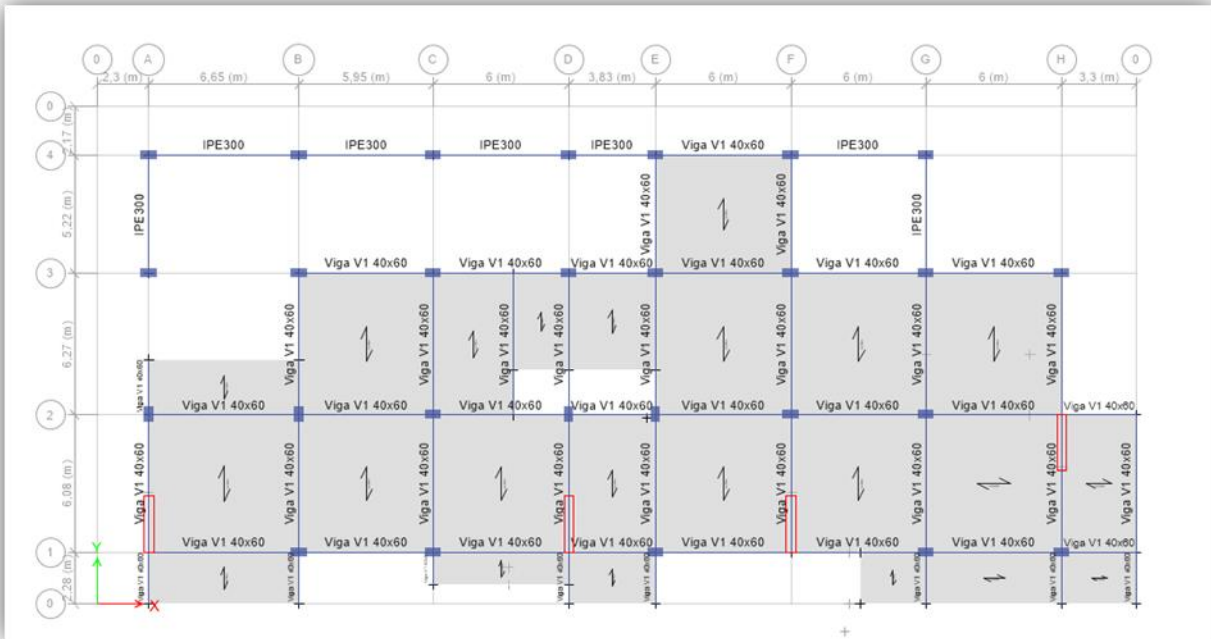 0 A B C D E F G H 0
2,3 (m) 6,65 (m) 5,95 (m) 6 (m) 3,83 (m) 6 (m) 6 (m) 6 (m) 3,3 (m)
0
2,17 (m)
IPE300 IPE300 IPE300 IPE300 Viga V1 40x60 IPE300
4
5,22 (m)
IPE300 Viga V1 40x60 Viga V1 40x60 IPE300
Viga V1 40x60 Viga V1 40x60 Viga V1 40x60 Viga V1 40x60 Viga V1 40x60 Viga V1 40x60
3
6,27 (m)
Viga V1 40x60 Viga V1 40x60 Viga V1 40x60 Viga V1 40x60 Viga V1 40x60 Viga V1 40x60 Viga V1 40x60 Viga V1 40x60
Viga V1 40x60 Viga V1 40x60 Viga V1 40x60 Viga V1 40x60 Viga V1 40x60 Viga V1 40x60 Viga V1 40x60 Viga V1 40x60
2
6,08 (m)
Viga V1 40x60 Viga V1 40x60 Viga V1 40x60 Viga V1 40x60 Viga V1 40x60 Viga V1 40x60 Viga V1 40x60 Viga V1 40x60 Viga V1 40x60
Viga V1 40x60 Viga V1 40x60 Viga V1 40x60 Viga V1 40x60 Viga V1 40x60 Viga V1 40x60 Viga V1 40x60 Viga V1 40x60
1
Y
2,28 (m)
Viga V1 40x60 Viga V1 40x60 Viga V1 40x60 Viga V1 40x60 Viga V1 40x60 Viga V1 40x60 Viga V1 40x60
0
X